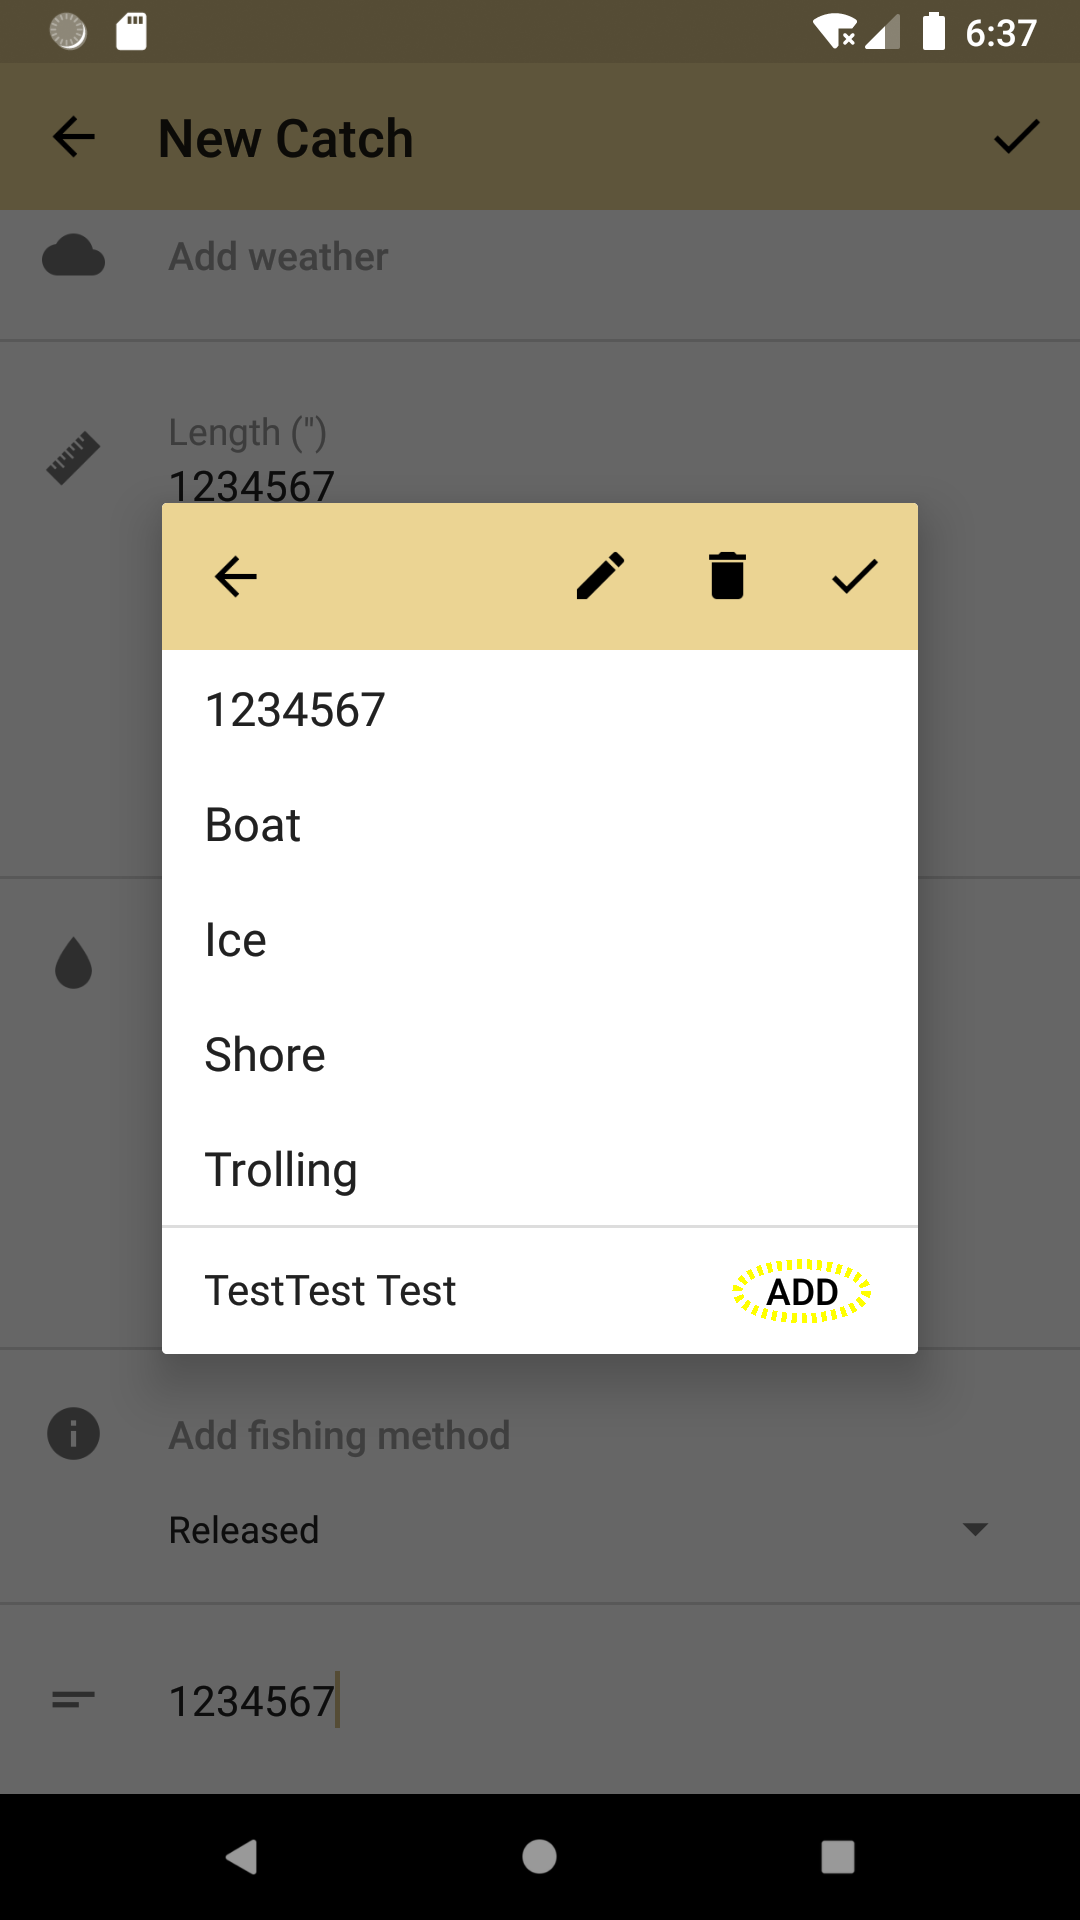 6:37
New Catch
Add weather
Length (")
1234567
1234567
Boat
Ice
Shore
Trolling
TestTest Test
ADD
Add fishing method
Released
1234567